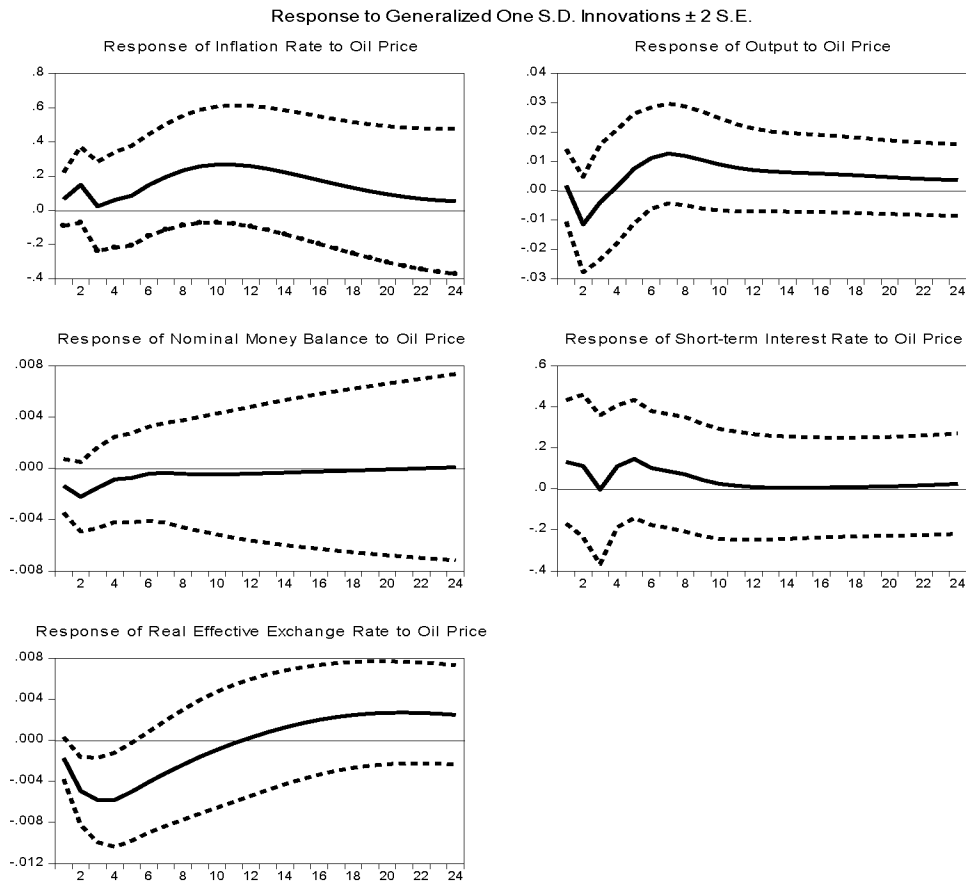 Response to Generalized One S.D. Innovations ± 2 S.E.
Response of Inflation Rate to Oil Price
.8
.6
.4
.2
.0
-.2
-.4
2 4 6 8 10 12 14 16 18 20 22 24
Response of Output to Oil Price
.04
.03
.02
.01
.00
-.01
-.02
-.03
2 4 6 8 10 12 14 16 18 20 22 24
Response of Nominal Money Balance to Oil Price
.008
.004
.000
-.004
-.008
2 4 6 8 10 12 14 16 18 20 22 24
Response of Short-term Interest Rate to Oil Price
.6
.4
.2
.0
-.2
-.4
2 4 6 8 10 12 14 16 18 20 22 24
Response of Real Effective Exchange Rate to Oil Price
.008
.004
.000
-.004
-.008
-.012
2 4 6 8 10 12 14 16 18 20 22 24